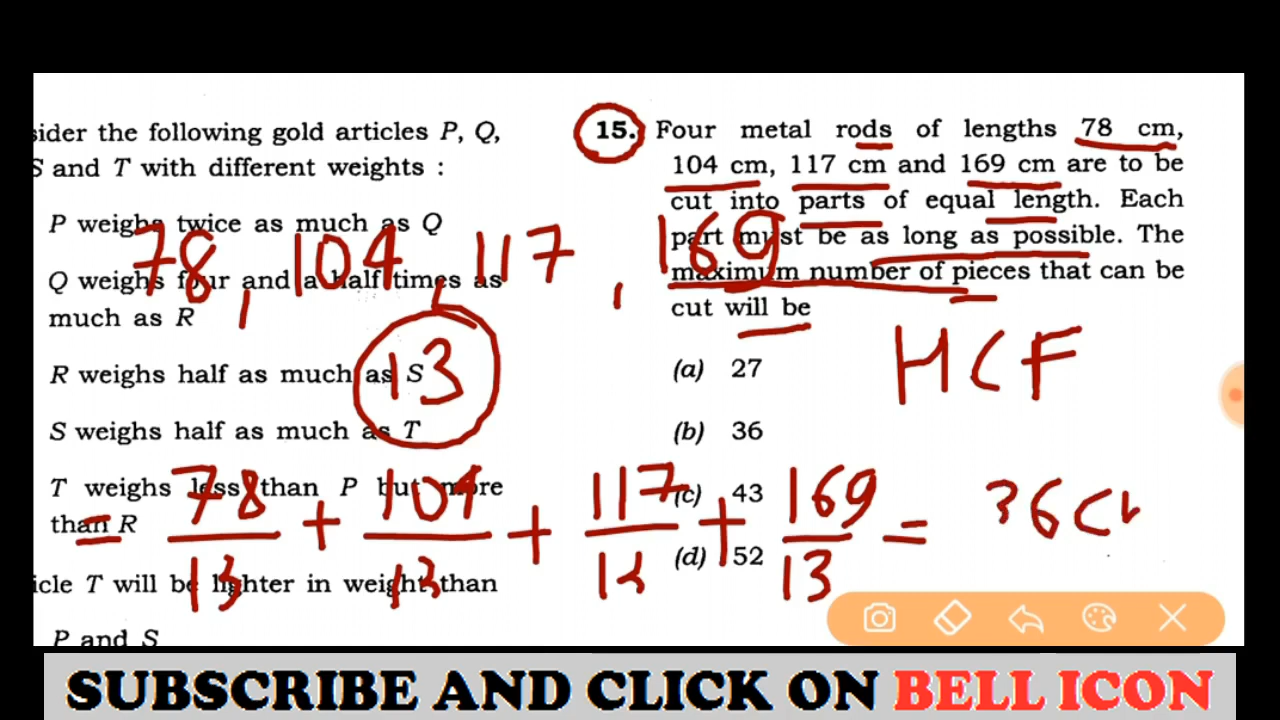 sider the following gold articles P, Q,
S and T with different weights :
P weighs twice as much as Q
Q weighs four and a half times as
much as R
R weighs half as much as S
S weighs half as much as T
T weighs less than P but more
than R
icle T will be lighter in weight than
P and S
15. Four metal rods of lengths 78 cm,
104 cm, 117 cm and 169 cm are to be
cut into parts of equal length. Each
part must be as long as possible. The
maximum number of pieces that can be
cut will be
(a) 27
(b) 36
(c) 43
(d) 52
78, 104, 117, 169
13
HCF
= 78/13 + 104/13 + 117/13 + 169/13 = 36
SUBSCRIBE AND CLICK ON BELL ICON